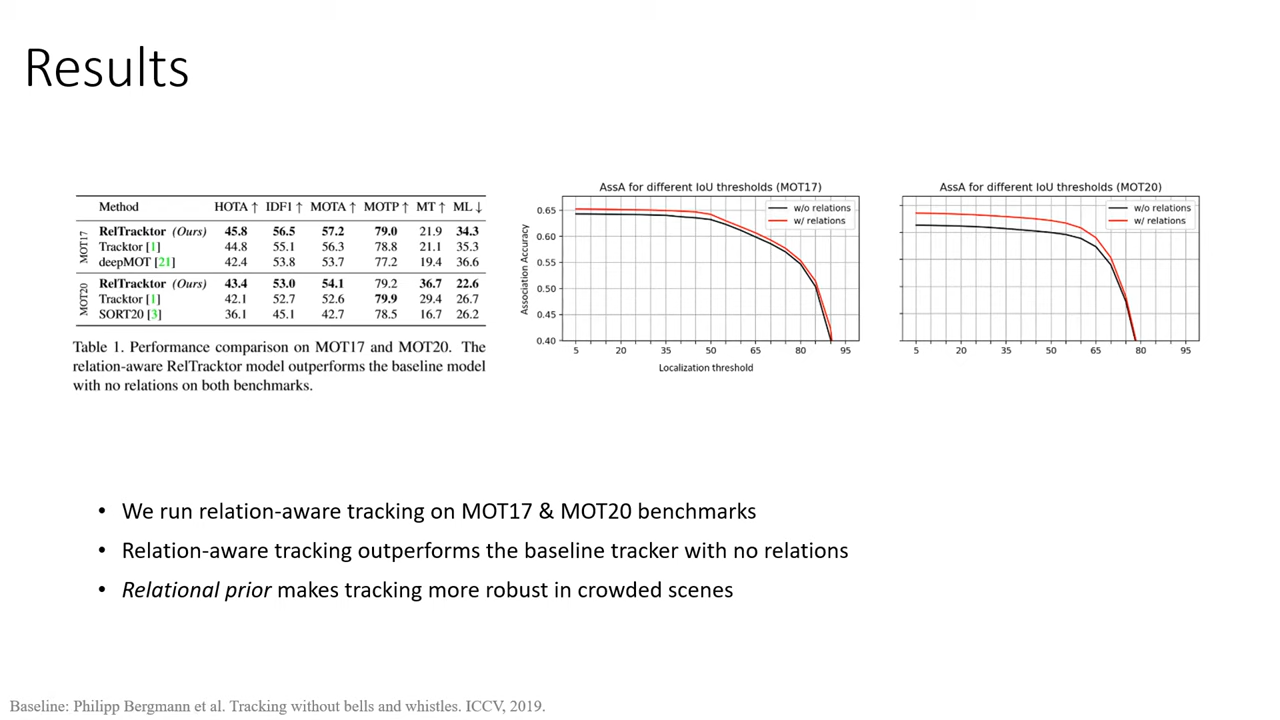 Results
Method HOTA ↑ IDF1 ↑ MOTA ↑ MOTP ↑ MT ↑ ML ↓
MOT17
RelTracktor (Ours) 45.8 56.5 57.2 79.0 21.9 34.3
Tracktor [1] 44.8 55.1 56.3 78.8 21.1 35.3
deepMOT [21] 42.4 53.8 53.7 77.2 19.4 36.6
MOT20
RelTracktor (Ours) 43.4 53.0 54.1 79.2 36.7 22.6
Tracktor [1] 42.1 52.7 52.6 79.9 29.4 26.7
SORT20 [3] 36.1 45.1 42.7 78.5 16.7 26.2
Table 1. Performance comparison on MOT17 and MOT20. The
relation-aware RelTracktor model outperforms the baseline model
with no relations on both benchmarks.
AssA for different IoU thresholds (MOT17)
w/o relations
w/ relations
Association Accuracy
0.65
0.60
0.55
0.50
0.45
0.40
5 20 35 50 65 80 95
Localization threshold
AssA for different IoU thresholds (MOT20)
w/o relations
w/ relations
5 20 35 50 65 80 95
• We run relation-aware tracking on MOT17 & MOT20 benchmarks
• Relation-aware tracking outperforms the baseline tracker with no relations
• Relational prior makes tracking more robust in crowded scenes
Baseline: Philipp Bergmann et al. Tracking without bells and whistles. ICCV, 2019.